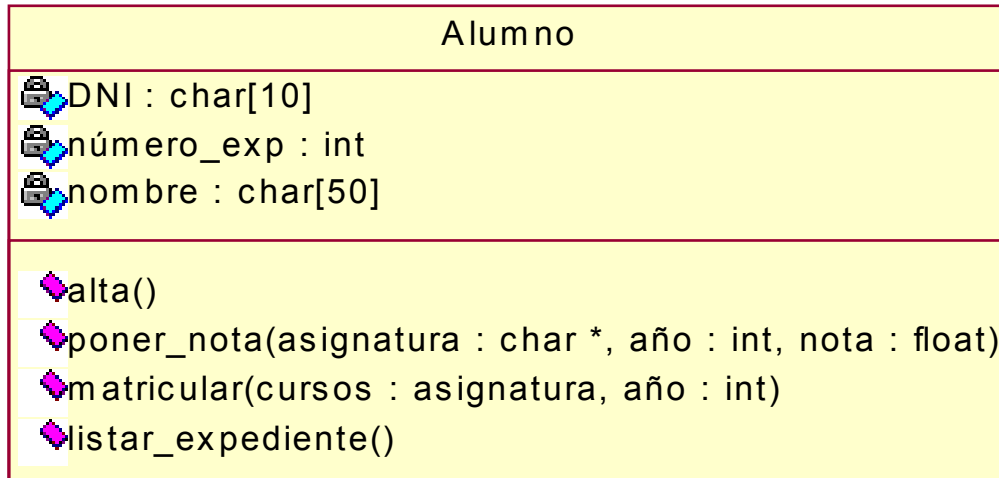 Alumno
DNI : char[10]
número_exp : int
nombre : char[50]
alta()
poner_nota(asignatura : char *, año : int, nota : float)
matricular(cursos : asignatura, año : int)
listar_expediente()